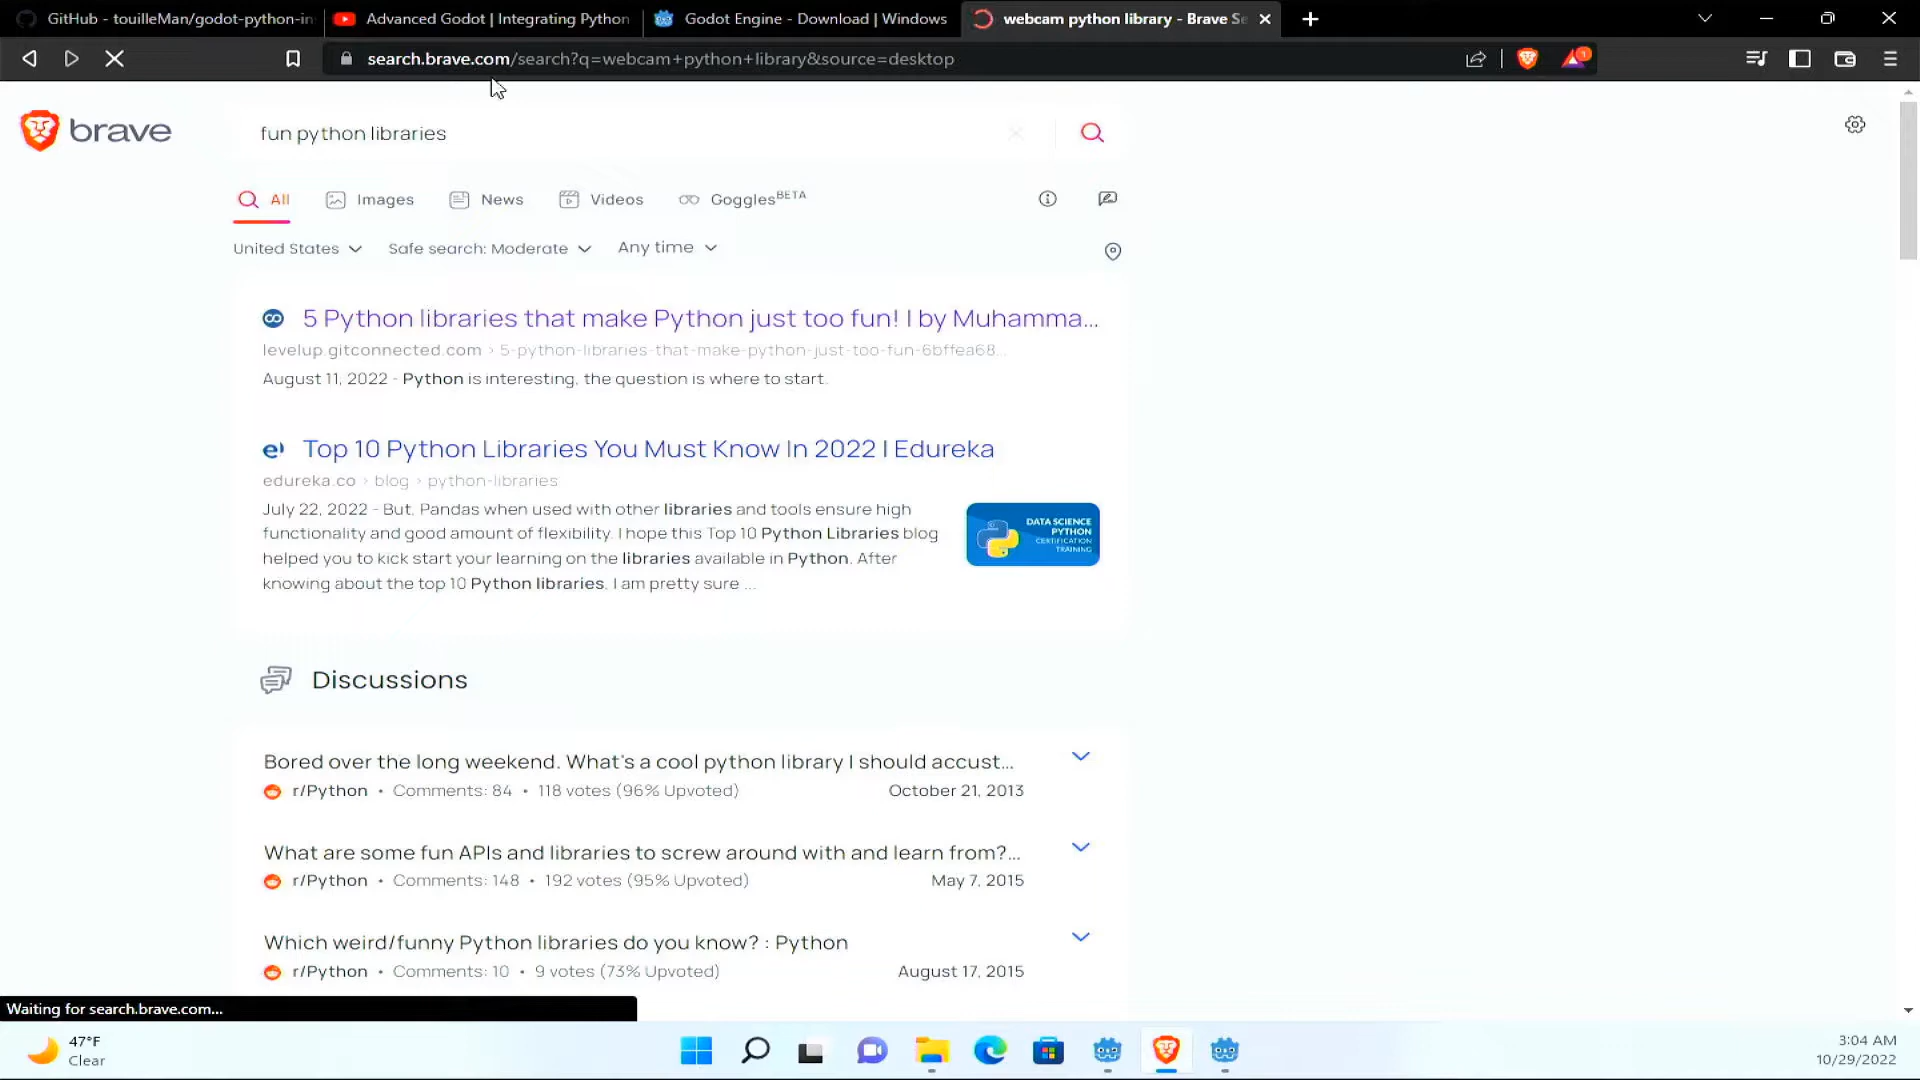 GitHub - touilleMan/godot-python-in
Advanced Godot | Integrating Python
Godot Engine - Download | Windows
webcam python library - Brave Se
search.brave.com/search?q=webcam+python+library&source=desktop
1
brave
fun python libraries
All
Images
News
Videos
Goggles BETA
United States
Safe search: Moderate
Any time
5 Python libraries that make Python just too fun! | by Muhamma...
levelup.gitconnected.com › 5-python-libraries-that-make-python-just-too-fun-6bffea68...
August 11, 2022 - Python is interesting, the question is where to start.
e!
Top 10 Python Libraries You Must Know In 2022 | Edureka
edureka.co › blog › python-libraries
July 22, 2022 - But, Pandas when used with other libraries and tools ensure high
functionality and good amount of flexibility. I hope this Top 10 Python Libraries blog
helped you to kick start your learning on the libraries available in Python. After
knowing about the top 10 Python libraries, I am pretty sure ...
DATA SCIENCE
PYTHON
CERTIFICATION
TRAINING
Discussions
Bored over the long weekend. What's a cool python library I should accust...
r/Python • Comments: 84 • 118 votes (96% Upvoted)
October 21, 2013
What are some fun APIs and libraries to screw around with and learn from?...
r/Python • Comments: 148 • 192 votes (95% Upvoted)
May 7, 2015
Which weird/funny Python libraries do you know? : Python
r/Python • Comments: 10 • 9 votes (73% Upvoted)
August 17, 2015
Waiting for search.brave.com...
47°F
Clear
3:04 AM
10/29/2022